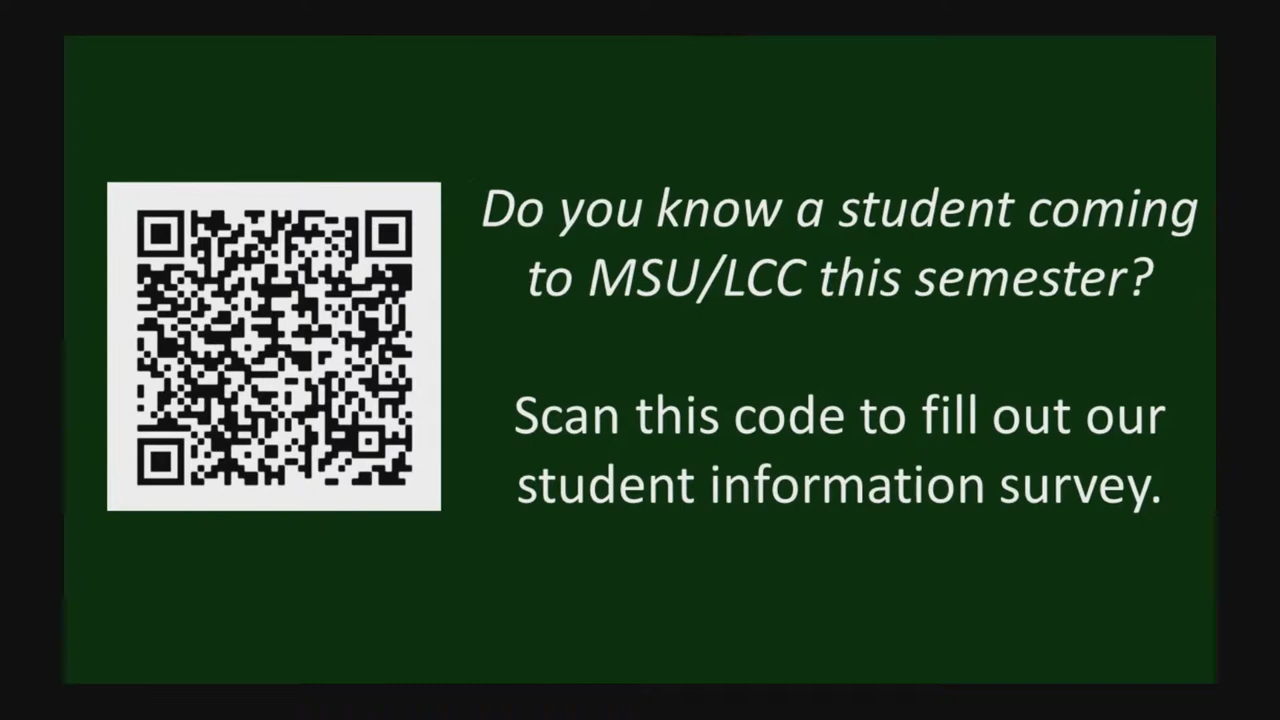 Do you know a student coming
to MSU/LCC this semester?
Scan this code to fill out our
student information survey.